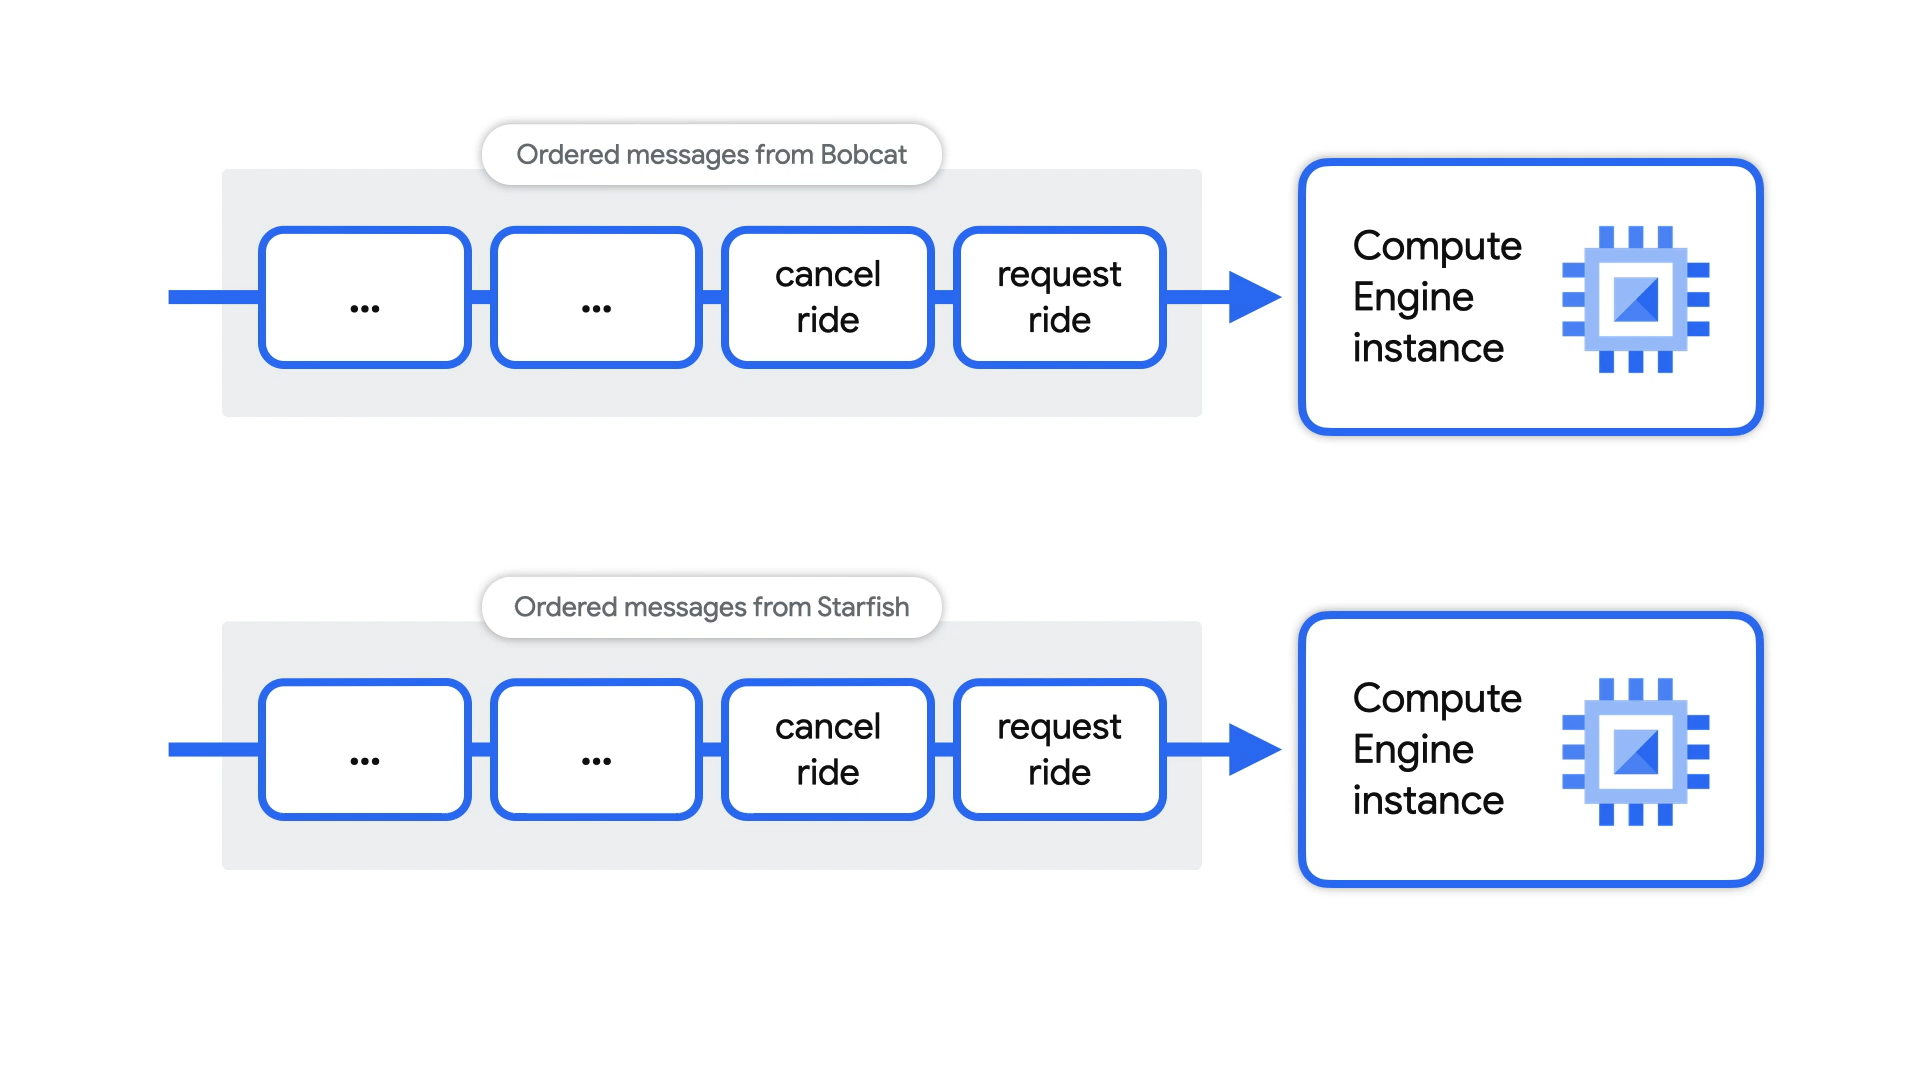 Ordered messages from Bobcat
...
...
cancel
ride
request
ride
Compute
Engine
instance
Ordered messages from Starfish
...
...
cancel
ride
request
ride
Compute
Engine
instance